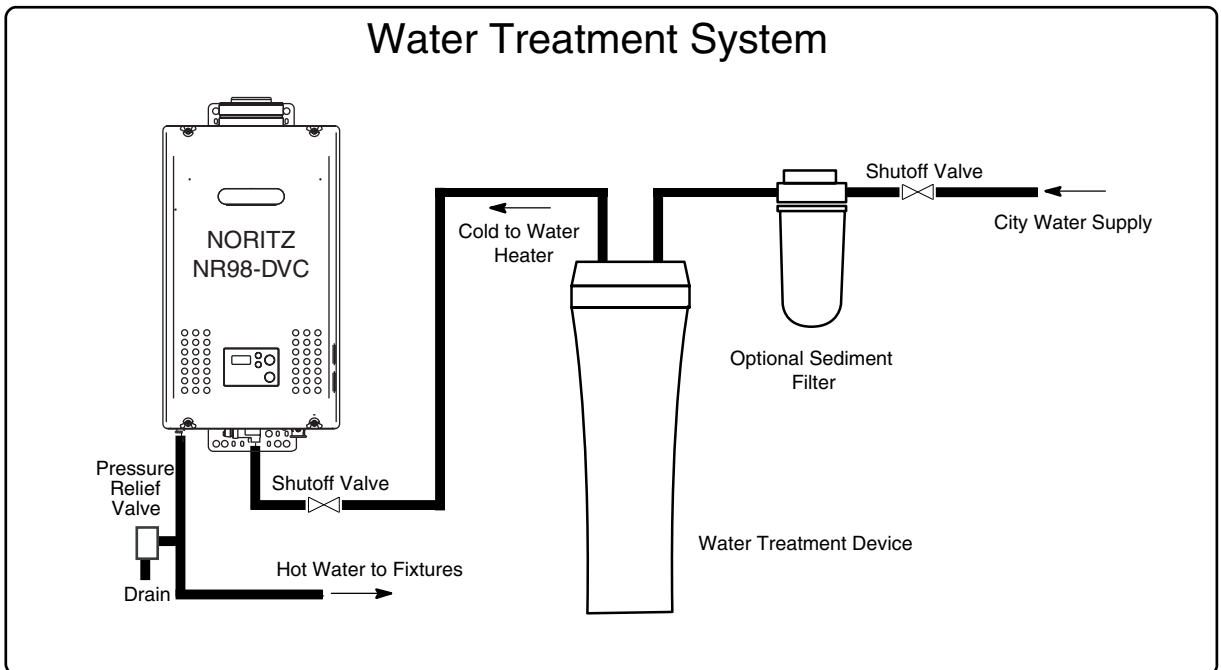 Water Treatment System
NORITZ
NR98-DVC
Shutoff Valve
City Water Supply
Cold to Water
Heater
Optional Sediment
Filter
Pressure
Relief
Valve
Shutoff Valve
Water Treatment Device
Hot Water to Fixtures
Drain